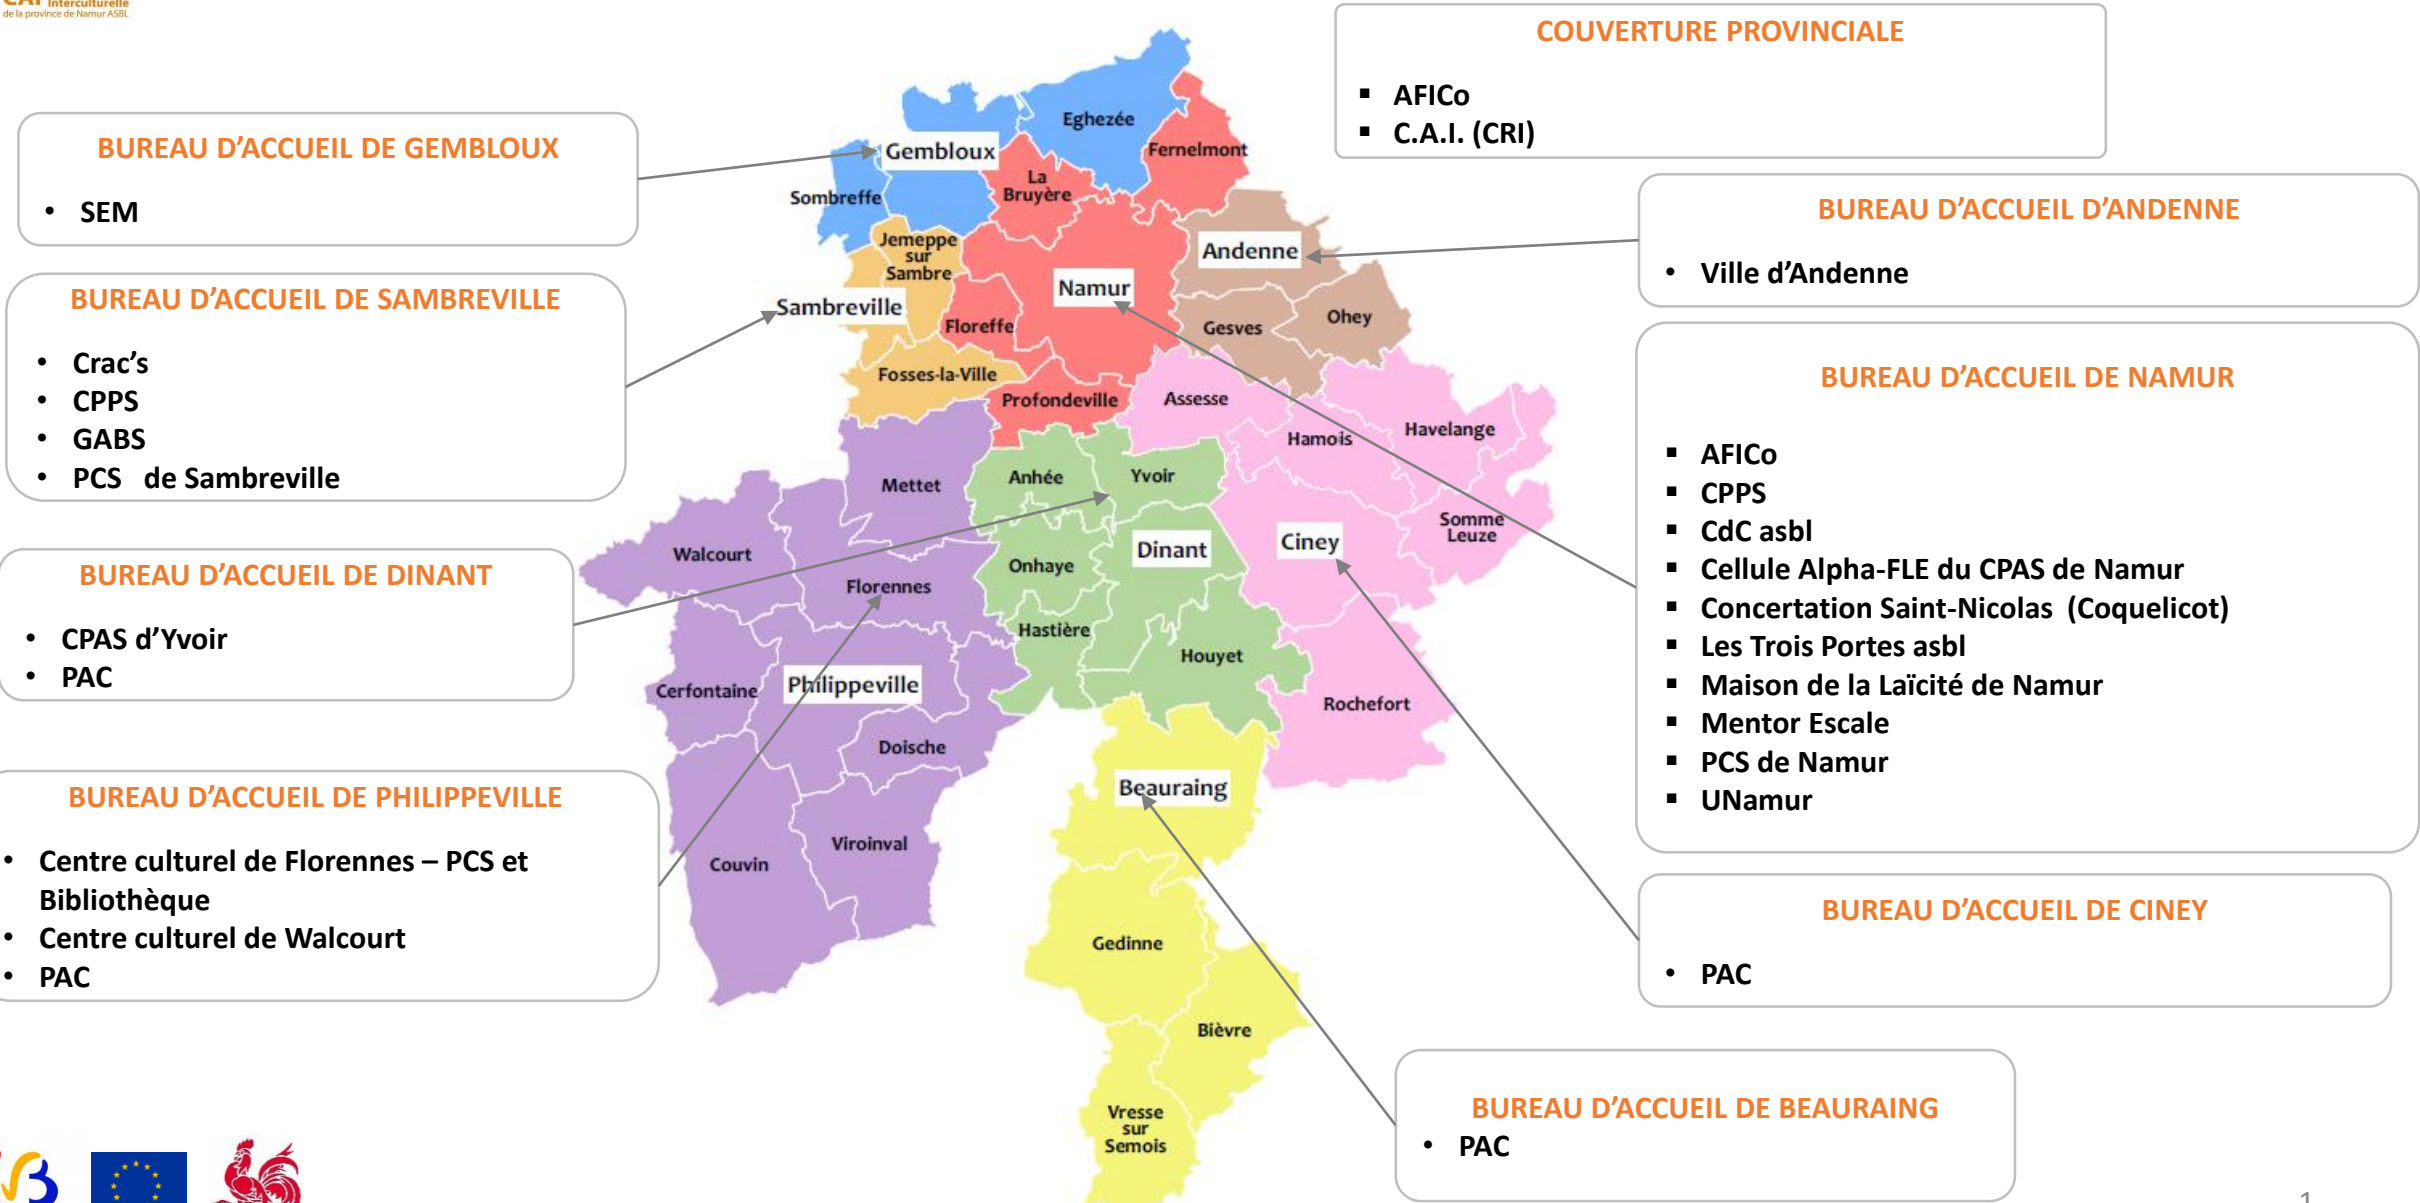 CAI Interculturelle
de la province de Namur ASBL
COUVERTURE PROVINCIALE
▪ AFICo
▪ C.A.I. (CRI)
BUREAU D’ACCUEIL DE GEMBLOUX
• SEM
BUREAU D’ACCUEIL DE SAMBREVILLE
• Crac’s
• CPPS
• GABS
• PCS de Sambreville
BUREAU D’ACCUEIL DE DINANT
• CPAS d’Yvoir
• PAC
BUREAU D’ACCUEIL DE PHILIPPEVILLE
• Centre culturel de Florennes – PCS et
Bibliothèque
• Centre culturel de Walcourt
• PAC
Eghezée
Gembloux
Fernelmont
La
Bruyère
Sombreffe
Jemeppe
sur
Sambre
Andenne
Namur
Sambreville
Floreffe
Gesves
Ohey
Fosses-la-Ville
Profondeville
Assesse
Hamois
Havelange
Mettet
Anhée
Yvoir
Somme
Leuze
Walcourt
Dinant
Ciney
Onhaye
Florennes
Hastière
Houyet
Cerfontaine
Philippeville
Rochefort
Doische
Beauraing
Viroinval
Couvin
Gedinne
Bièvre
Vresse
sur
Semois
BUREAU D’ACCUEIL D’ANDENNE
• Ville d’Andenne
BUREAU D’ACCUEIL DE NAMUR
▪ AFICo
▪ CPPS
▪ CdC asbl
▪ Cellule Alpha-FLE du CPAS de Namur
▪ Concertation Saint-Nicolas (Coquelicot)
▪ Les Trois Portes asbl
▪ Maison de la Laïcité de Namur
▪ Mentor Escale
▪ PCS de Namur
▪ UNamur
BUREAU D’ACCUEIL DE CINEY
• PAC
BUREAU D’ACCUEIL DE BEAURAING
• PAC
1